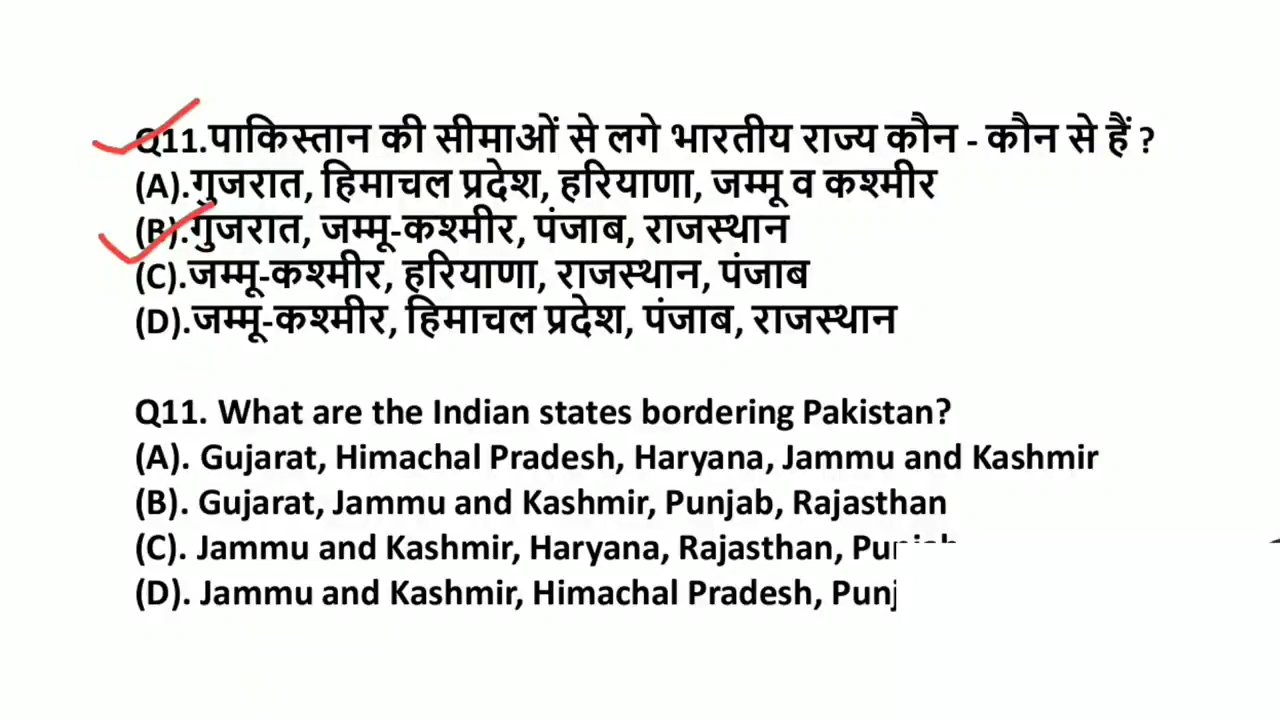 Q11.पाकिस्तान की सीमाओं से लगे भारतीय राज्य कौन - कौन से हैं ?
(A).गुजरात, हिमाचल प्रदेश, हरियाणा, जम्मू व कश्मीर
(B).गुजरात, जम्मू-कश्मीर, पंजाब, राजस्थान
(C).जम्मू-कश्मीर, हरियाणा, राजस्थान, पंजाब
(D).जम्मू-कश्मीर, हिमाचल प्रदेश, पंजाब, राजस्थान
Q11. What are the Indian states bordering Pakistan?
(A). Gujarat, Himachal Pradesh, Haryana, Jammu and Kashmir
(B). Gujarat, Jammu and Kashmir, Punjab, Rajasthan
(C). Jammu and Kashmir, Haryana, Rajasthan, Punjab
(D). Jammu and Kashmir, Himachal Pradesh, Punj